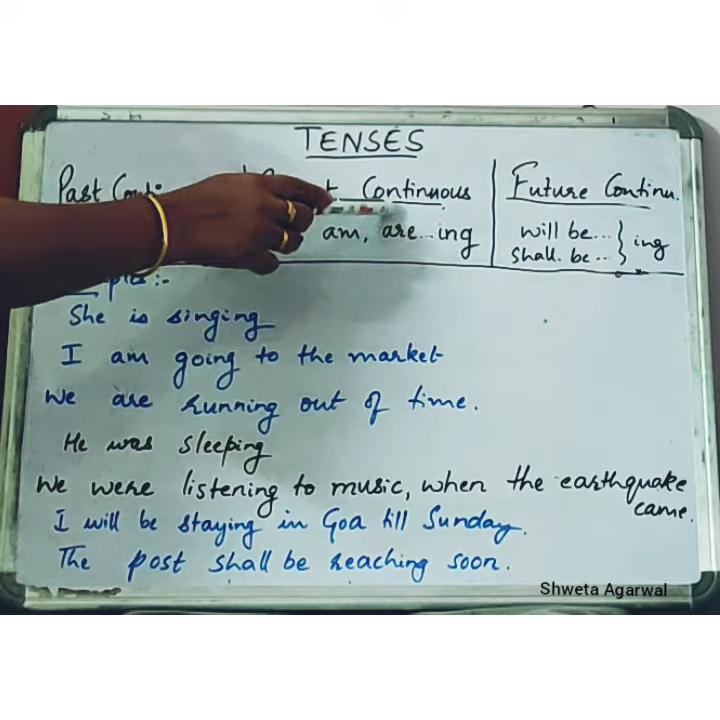 TENSES
Past Conti Continuous Future Continu.
am, are...ing will be...
shall. be... ing
She is singing
I am going to the market
We are running out of time.
He was sleeping
We were listening to music, when the earthquake
came.
I will be staying in Goa till Sunday.
The post shall be reaching soon.
Shweta Agarwal